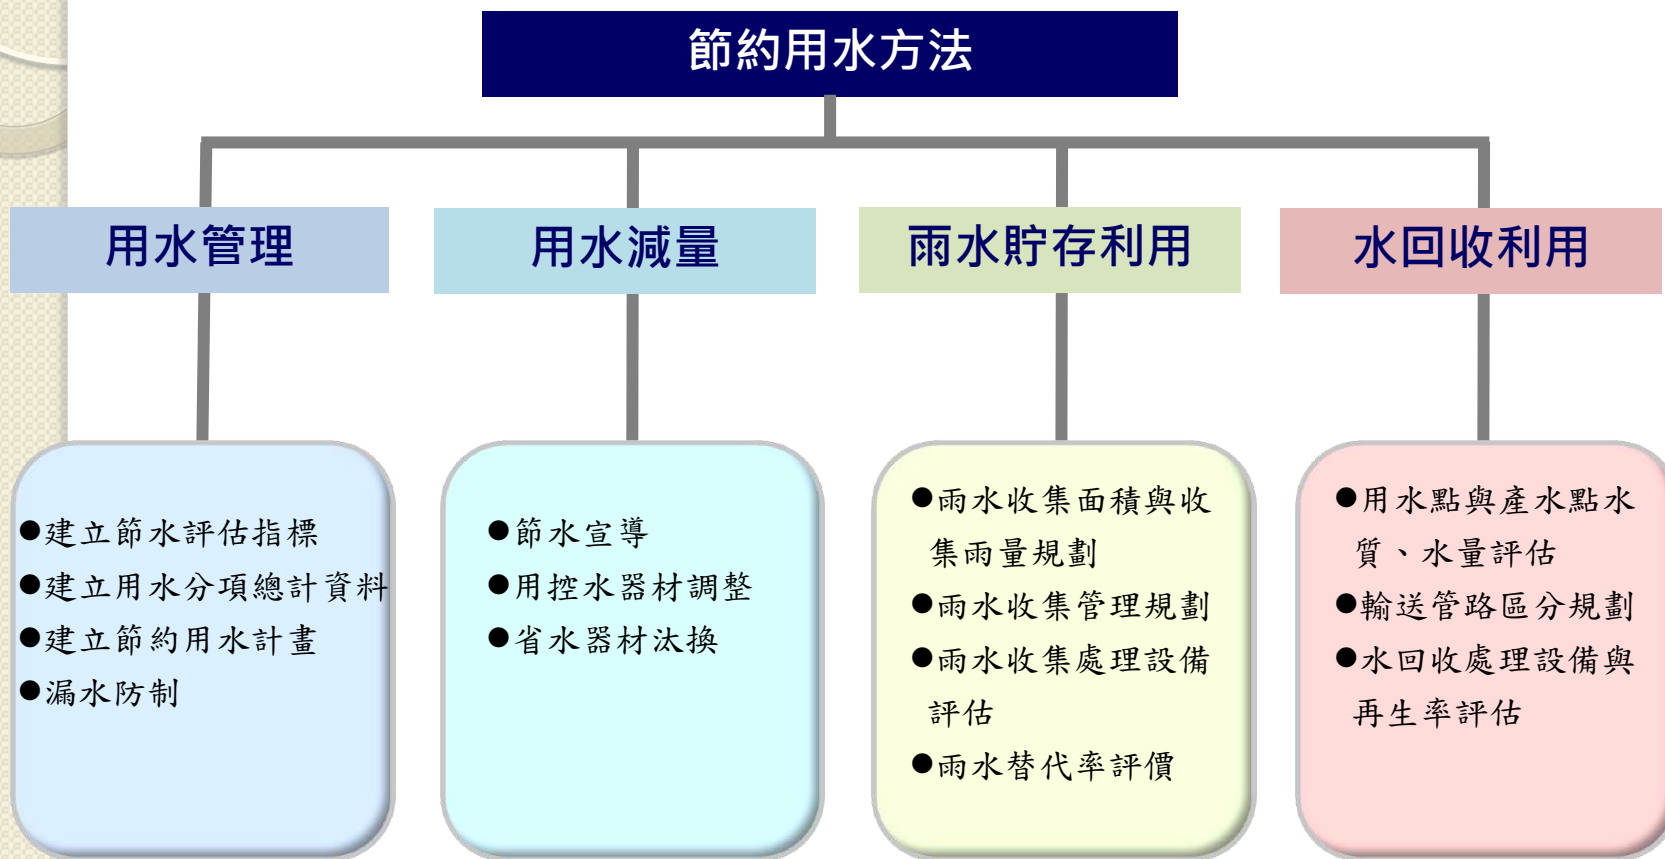 節約用水方法
用水管理
用水減量
雨水貯存利用
水回收利用
●建立節水評估指標
●建立用水分項總計資料
●建立節約用水計畫
●漏水防制
●節水宣導
●用控水器材調整
●省水器材汰換
●雨水收集面積與收
集雨量規劃
●雨水收集管理規劃
●雨水收集處理設備
評估
●雨水替代率評價
●用水點與產水點水
質、水量評估
●輸送管路區分規劃
●水回收處理設備與
再生率評估